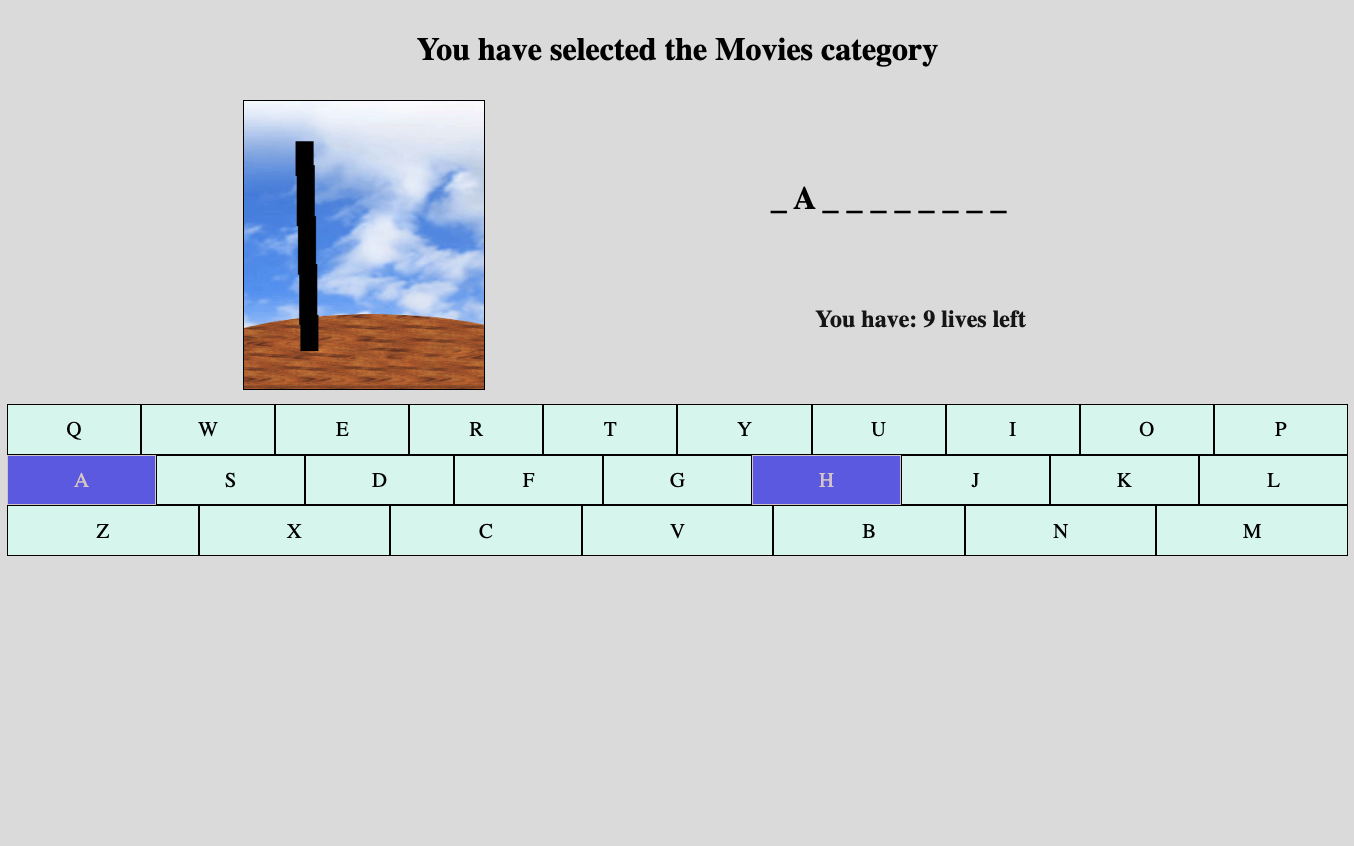 You have selected the Movies category
_ A _ _ _ _ _ _ _ _
You have: 9 lives left
Q W E R T Y U I O P
A S D F G H J K L
Z X C V B N M